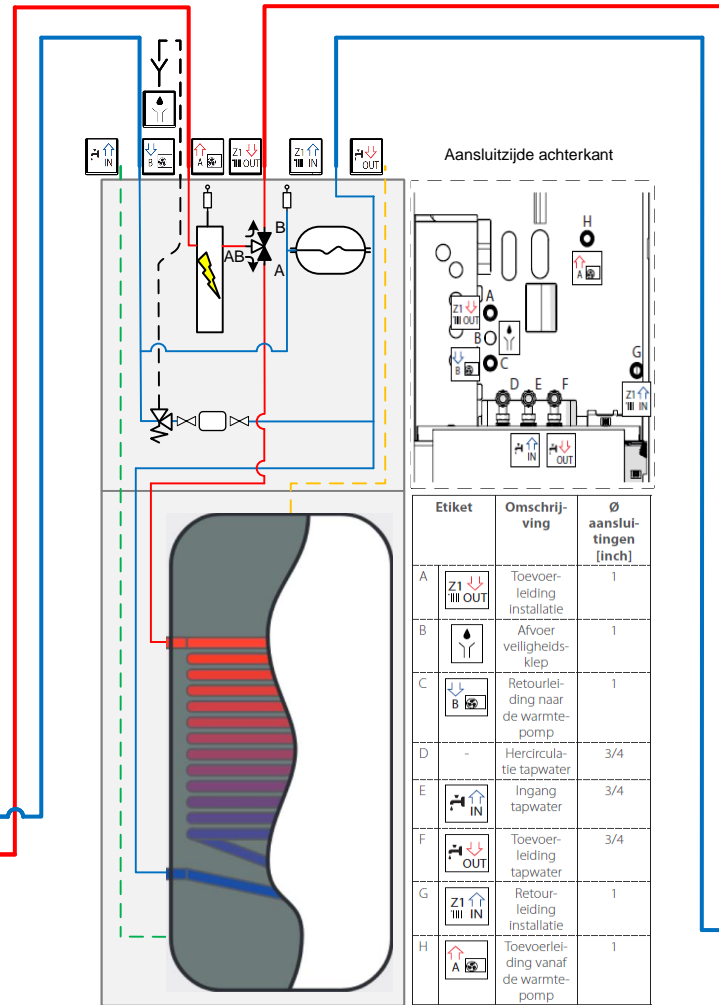 Aansluitzijde achterkant
IN
B
A
Z1 OUT
Z1 IN
OUT
B
AB
A
H
A
A
Z1
OUT
B
B
C
G
Z1
IN
D E F
IN
OUT
Etiket
Omschrij-
ving
Ø
aanslui-
tingen
[inch]
A
Z1
OUT
Toevoer-
leiding
installatie
1
B
Afvoer
veiligheids-
klep
1
C
B
Retourlei-
ding naar
de warmte-
pomp
1
D
-
Hercircula-
tie tapwater
3/4
E
IN
Ingang
tapwater
3/4
F
OUT
Toevoer-
leiding
tapwater
3/4
G
Z1
IN
Retour-
leiding
installatie
1
H
A
Toevoerlei-
ding vanaf
de warmte-
pomp
1